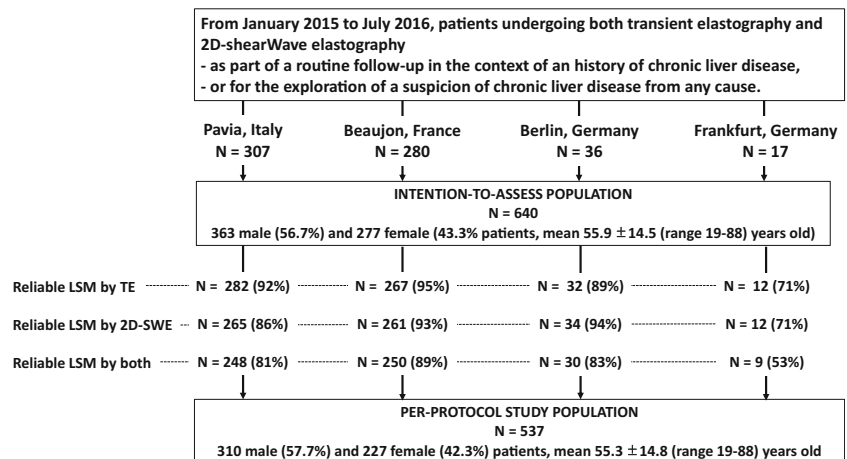 From January 2015 to July 2016, patients undergoing both transient elastography and
2D-shearWave elastography
- as part of a routine follow-up in the context of an history of chronic liver disease,
- or for the exploration of a suspicion of chronic liver disease from any cause.
Pavia, Italy Beaujon, France Berlin, Germany Frankfurt, Germany
N = 307 N = 280 N = 36 N = 17
INTENTION-TO-ASSESS POPULATION
N = 640
363 male (56.7%) and 277 female (43.3% patients, mean 55.9 ± 14.5 (range 19-88) years old)
Reliable LSM by TE N = 282 (92%) N = 267 (95%) N = 32 (89%) N = 12 (71%)
Reliable LSM by 2D-SWE N = 265 (86%) N = 261 (93%) N = 34 (94%) N = 12 (71%)
Reliable LSM by both N = 248 (81%) N = 250 (89%) N = 30 (83%) N = 9 (53%)
PER-PROTOCOL STUDY POPULATION
N = 537
310 male (57.7%) and 227 female (42.3%) patients, mean 55.3 ± 14.8 (range 19-88) years old